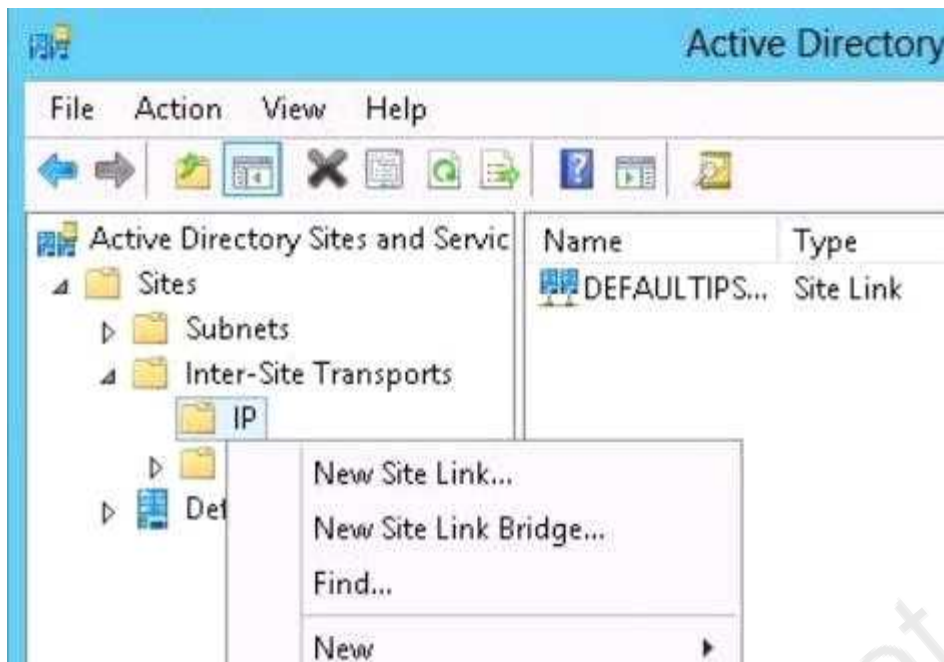 Active Directory
File Action View Help
Active Directory Sites and Servic
Name Type
Sites
DEFAULTIPS... Site Link
Subnets
Inter-Site Transports
IP
New Site Link...
Def
New Site Link Bridge...
Find...
New